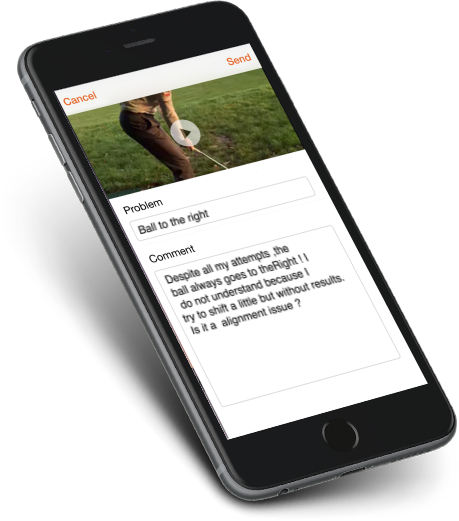 Cancel
Send
Problem
Ball to the right
Comment
Despite all my attempts ,the
ball always goes to theRight ! I
do not understand because I
try to shift a little but without results.
Is it a alignment issue ?